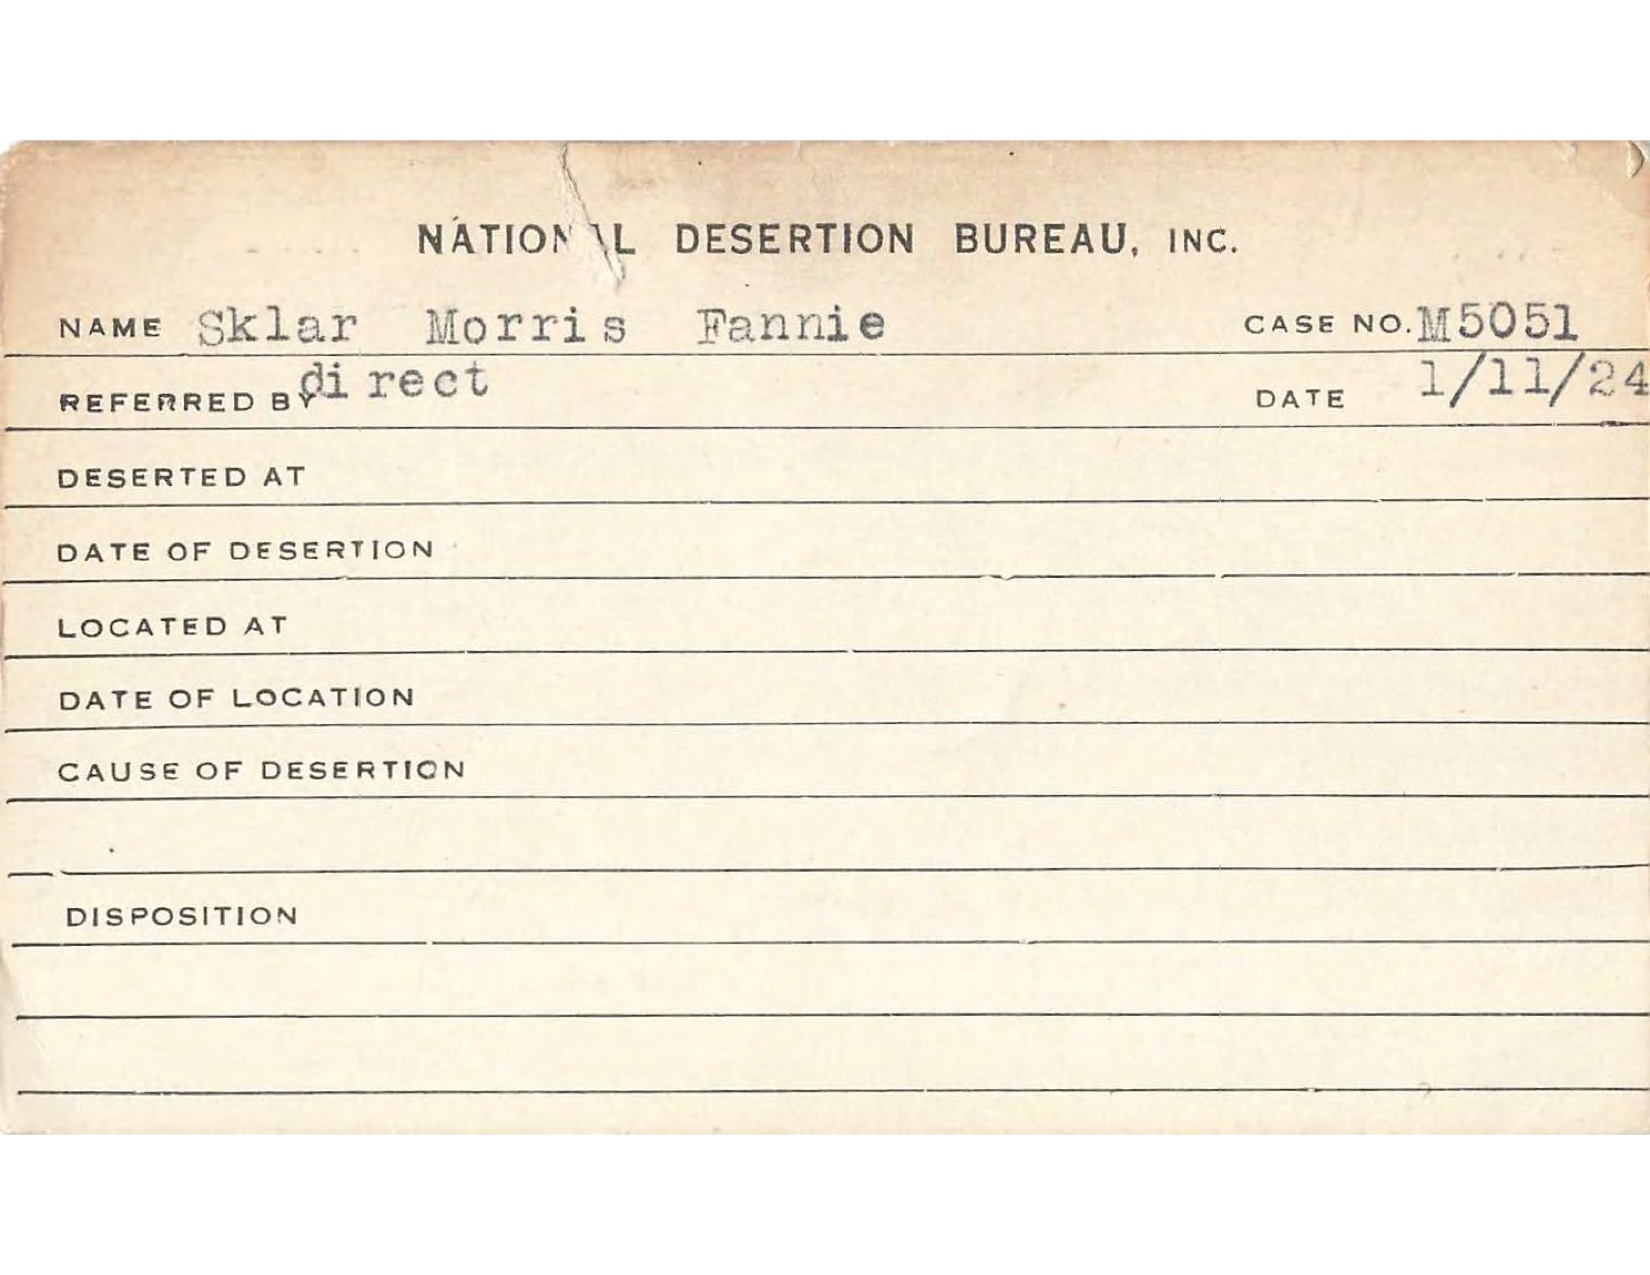 NATIONAL DESERTION BUREAU, INC.
NAME Sklar Morris Fannie CASE NO. M5051
REFERRED BY direct DATE 1/11/24
DESERTED AT
DATE OF DESERTION
LOCATED AT
DATE OF LOCATION
CAUSE OF DESERTION
DISPOSITION